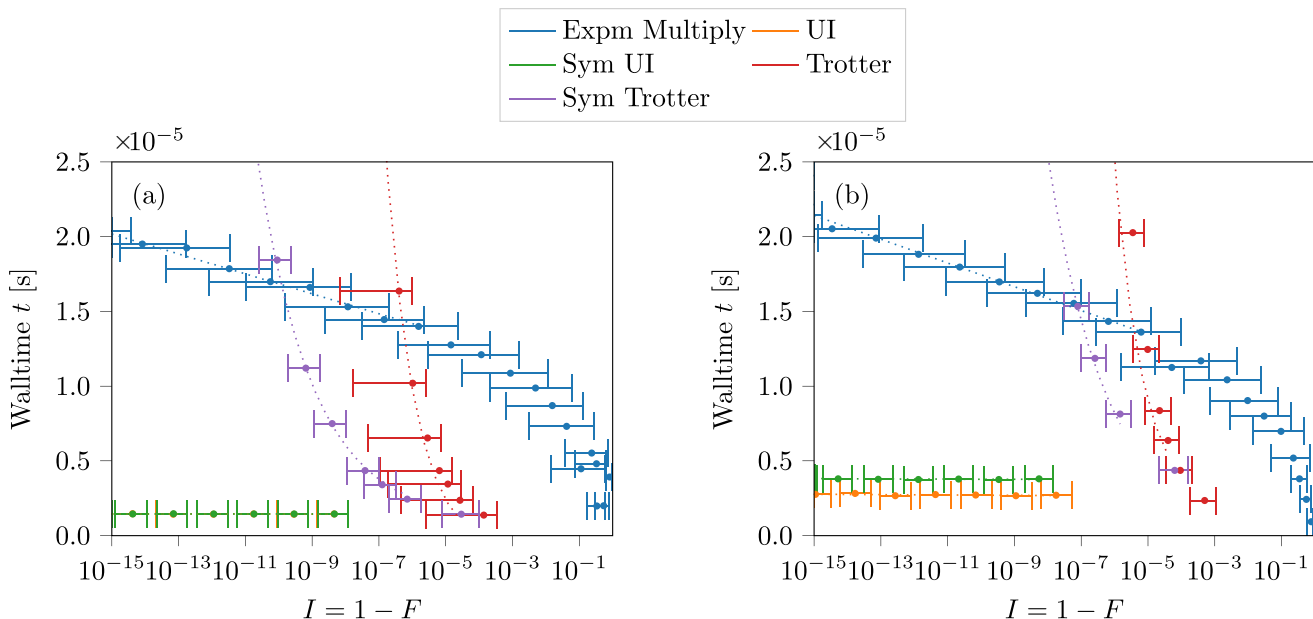 Expm Multiply UI
Sym UI Trotter
Sym Trotter
×10⁻⁵
2.5
2.0
1.5
1.0
0.5
0.0
Walltime t [s]
(a)
10⁻¹⁵ 10⁻¹³ 10⁻¹¹ 10⁻⁹ 10⁻⁷ 10⁻⁵ 10⁻³ 10⁻¹
I = 1 − F
×10⁻⁵
2.5
2.0
1.5
1.0
0.5
0.0
Walltime t [s]
(b)
10⁻¹⁵ 10⁻¹³ 10⁻¹¹ 10⁻⁹ 10⁻⁷ 10⁻⁵ 10⁻³ 10⁻¹
I = 1 − F